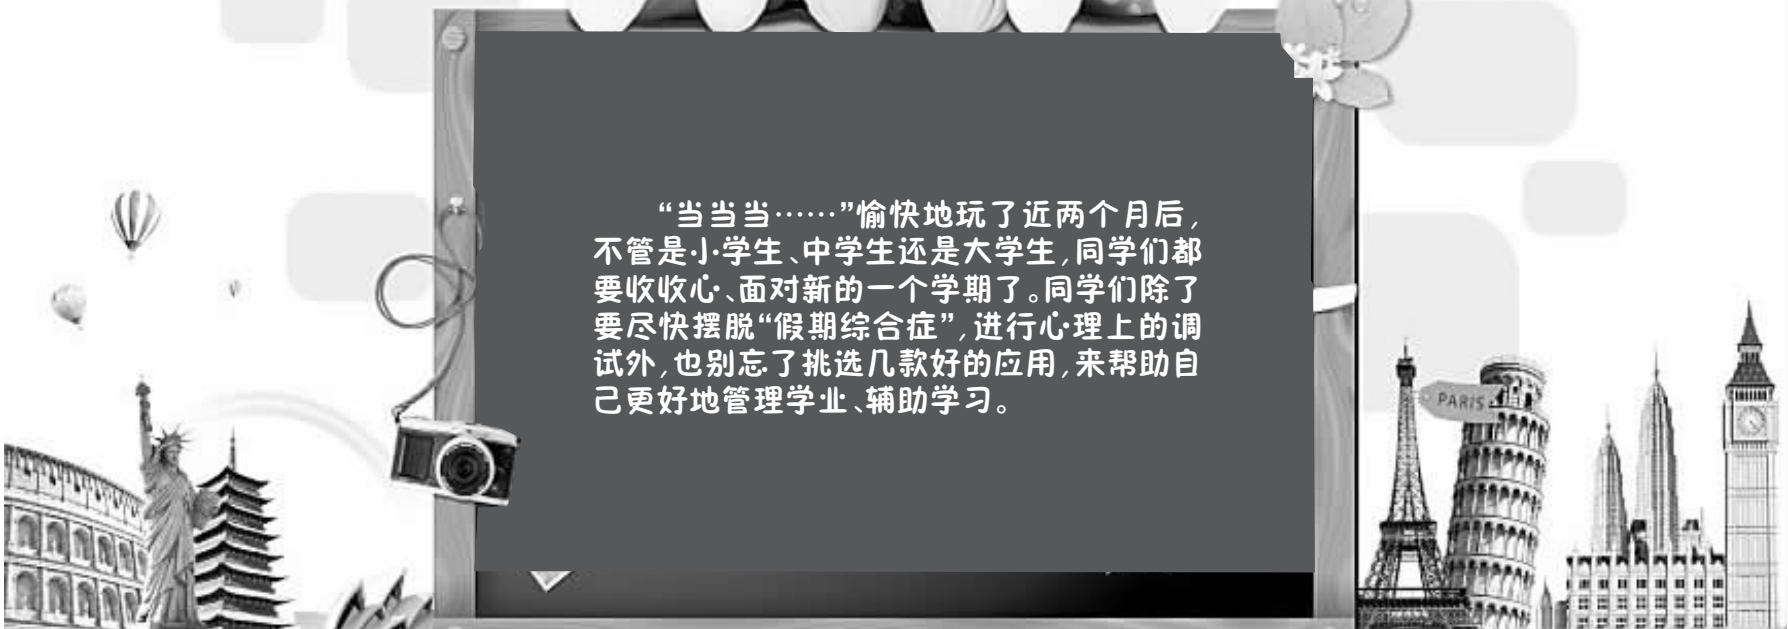 “当当当……”愉快地玩了近两个月后，
不管是小学生、中学生还是大学生，同学们都
要收收心、面对新的一个学期了。同学们除了
要尽快摆脱“假期综合症”，进行心理上的调
试外，也别忘了挑选几款好的应用，来帮助自
己更好地管理学业、辅助学习。
PARIS